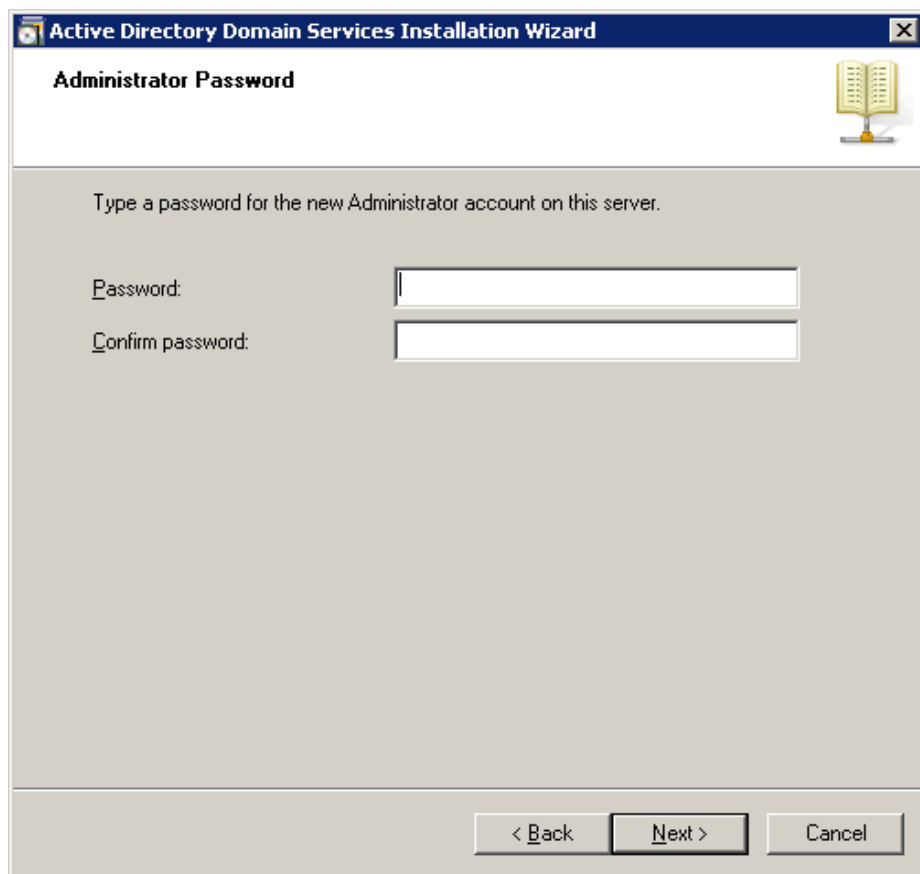 Active Directory Domain Services Installation Wizard
Administrator Password
Type a password for the new Administrator account on this server.
Password:
Confirm password:
< Back Next > Cancel